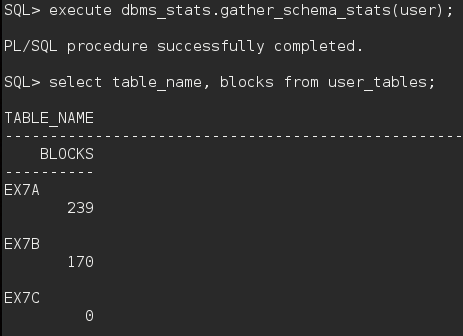 SQL> execute dbms_stats.gather_schema_stats(user);
PL/SQL procedure successfully completed.
SQL> select table_name, blocks from user_tables;
TABLE_NAME
---------------------------------------------------
    BLOCKS
----------
EX7A
       239
EX7B
       170
EX7C
         0